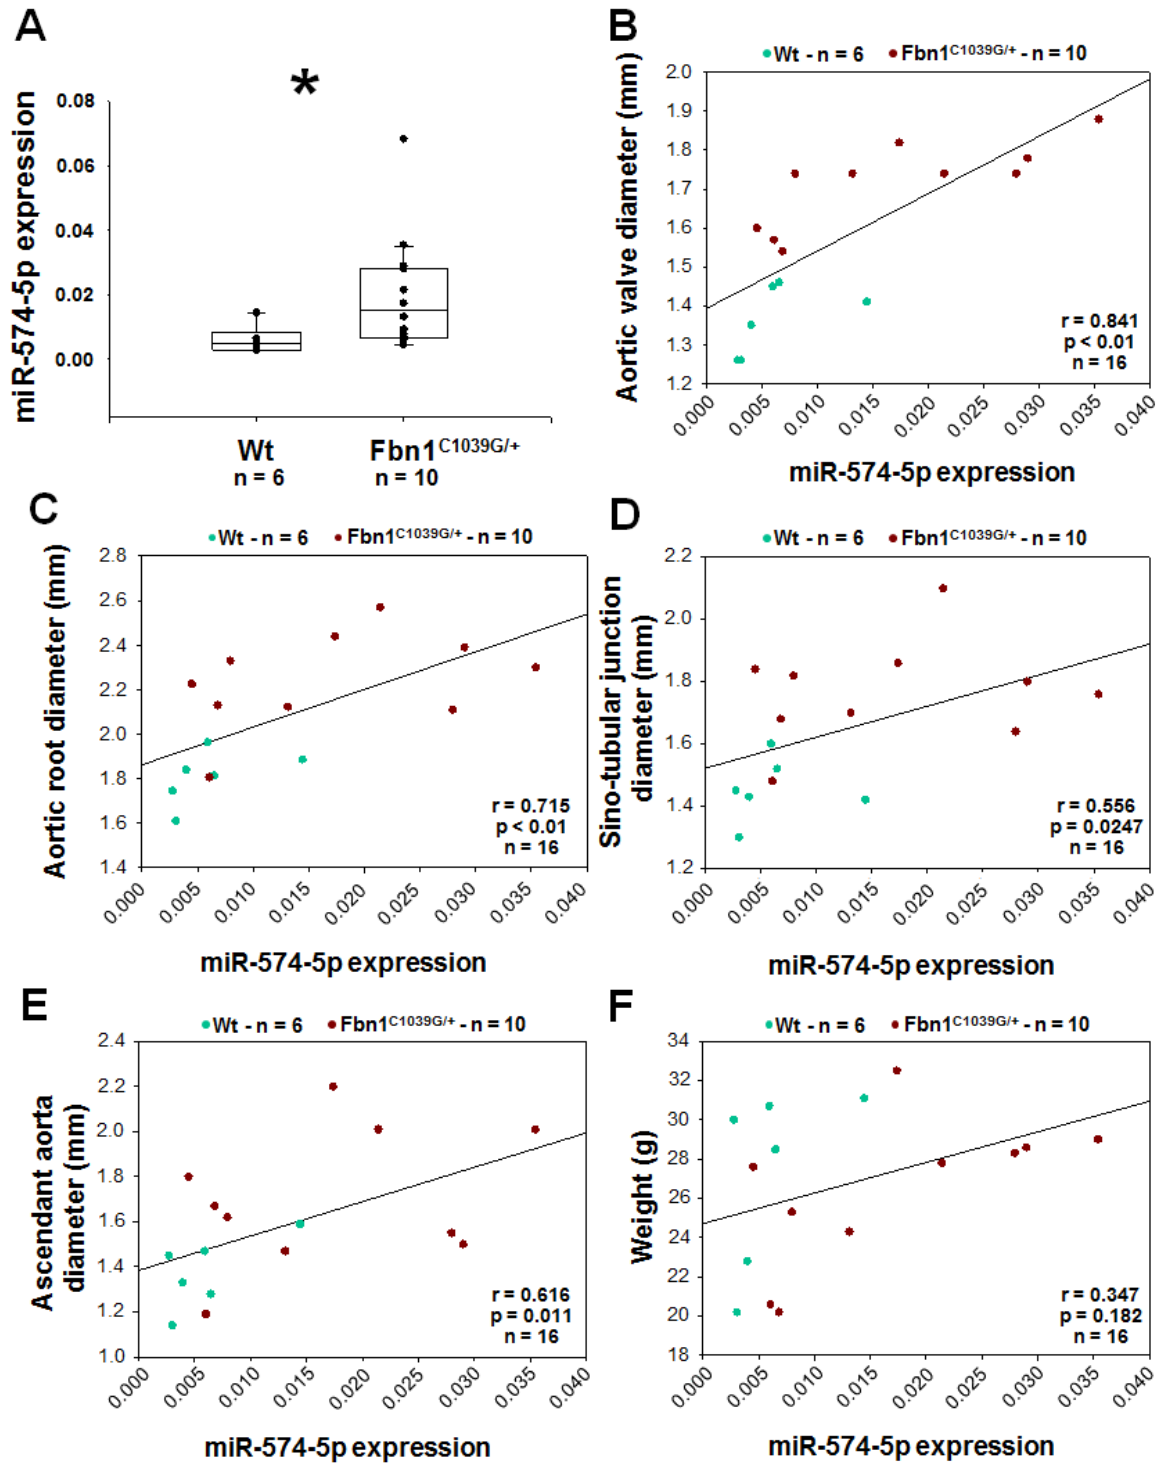 A
*
miR-574-5p expression
0.08
0.06
0.04
0.02
0.00
Wt
n = 6
Fbn1C1039G/+
n = 10
B
Wt - n = 6 Fbn1C1039G/+ - n = 10
Aortic valve diameter (mm)
2.0
1.9
1.8
1.7
1.6
1.5
1.4
1.3
1.2
r = 0.841
p < 0.01
n = 16
0.000 0.005 0.010 0.015 0.020 0.025 0.030 0.035 0.040
miR-574-5p expression
C
Wt - n = 6 Fbn1C1039G/+ - n = 10
Aortic root diameter (mm)
2.8
2.6
2.4
2.2
2.0
1.8
1.6
1.4
r = 0.715
p < 0.01
n = 16
0.000 0.005 0.010 0.015 0.020 0.025 0.030 0.035 0.040
miR-574-5p expression
D
Wt - n = 6 Fbn1C1039G/+ - n = 10
Sino-tubular junction
diameter (mm)
2.2
2.0
1.8
1.6
1.4
1.2
r = 0.556
p = 0.0247
n = 16
0.000 0.005 0.010 0.015 0.020 0.025 0.030 0.035 0.040
miR-574-5p expression
E
Wt - n = 6 Fbn1C1039G/+ - n = 10
Ascendant aorta
diameter (mm)
2.4
2.2
2.0
1.8
1.6
1.4
1.2
1.0
r = 0.616
p = 0.011
n = 16
0.000 0.005 0.010 0.015 0.020 0.025 0.030 0.035 0.040
miR-574-5p expression
F
Wt - n = 6 Fbn1C1039G/+ - n = 10
Weight (g)
34
32
30
28
26
24
22
20
18
r = 0.347
p = 0.182
n = 16
0.000 0.005 0.010 0.015 0.020 0.025 0.030 0.035 0.040
miR-574-5p expression